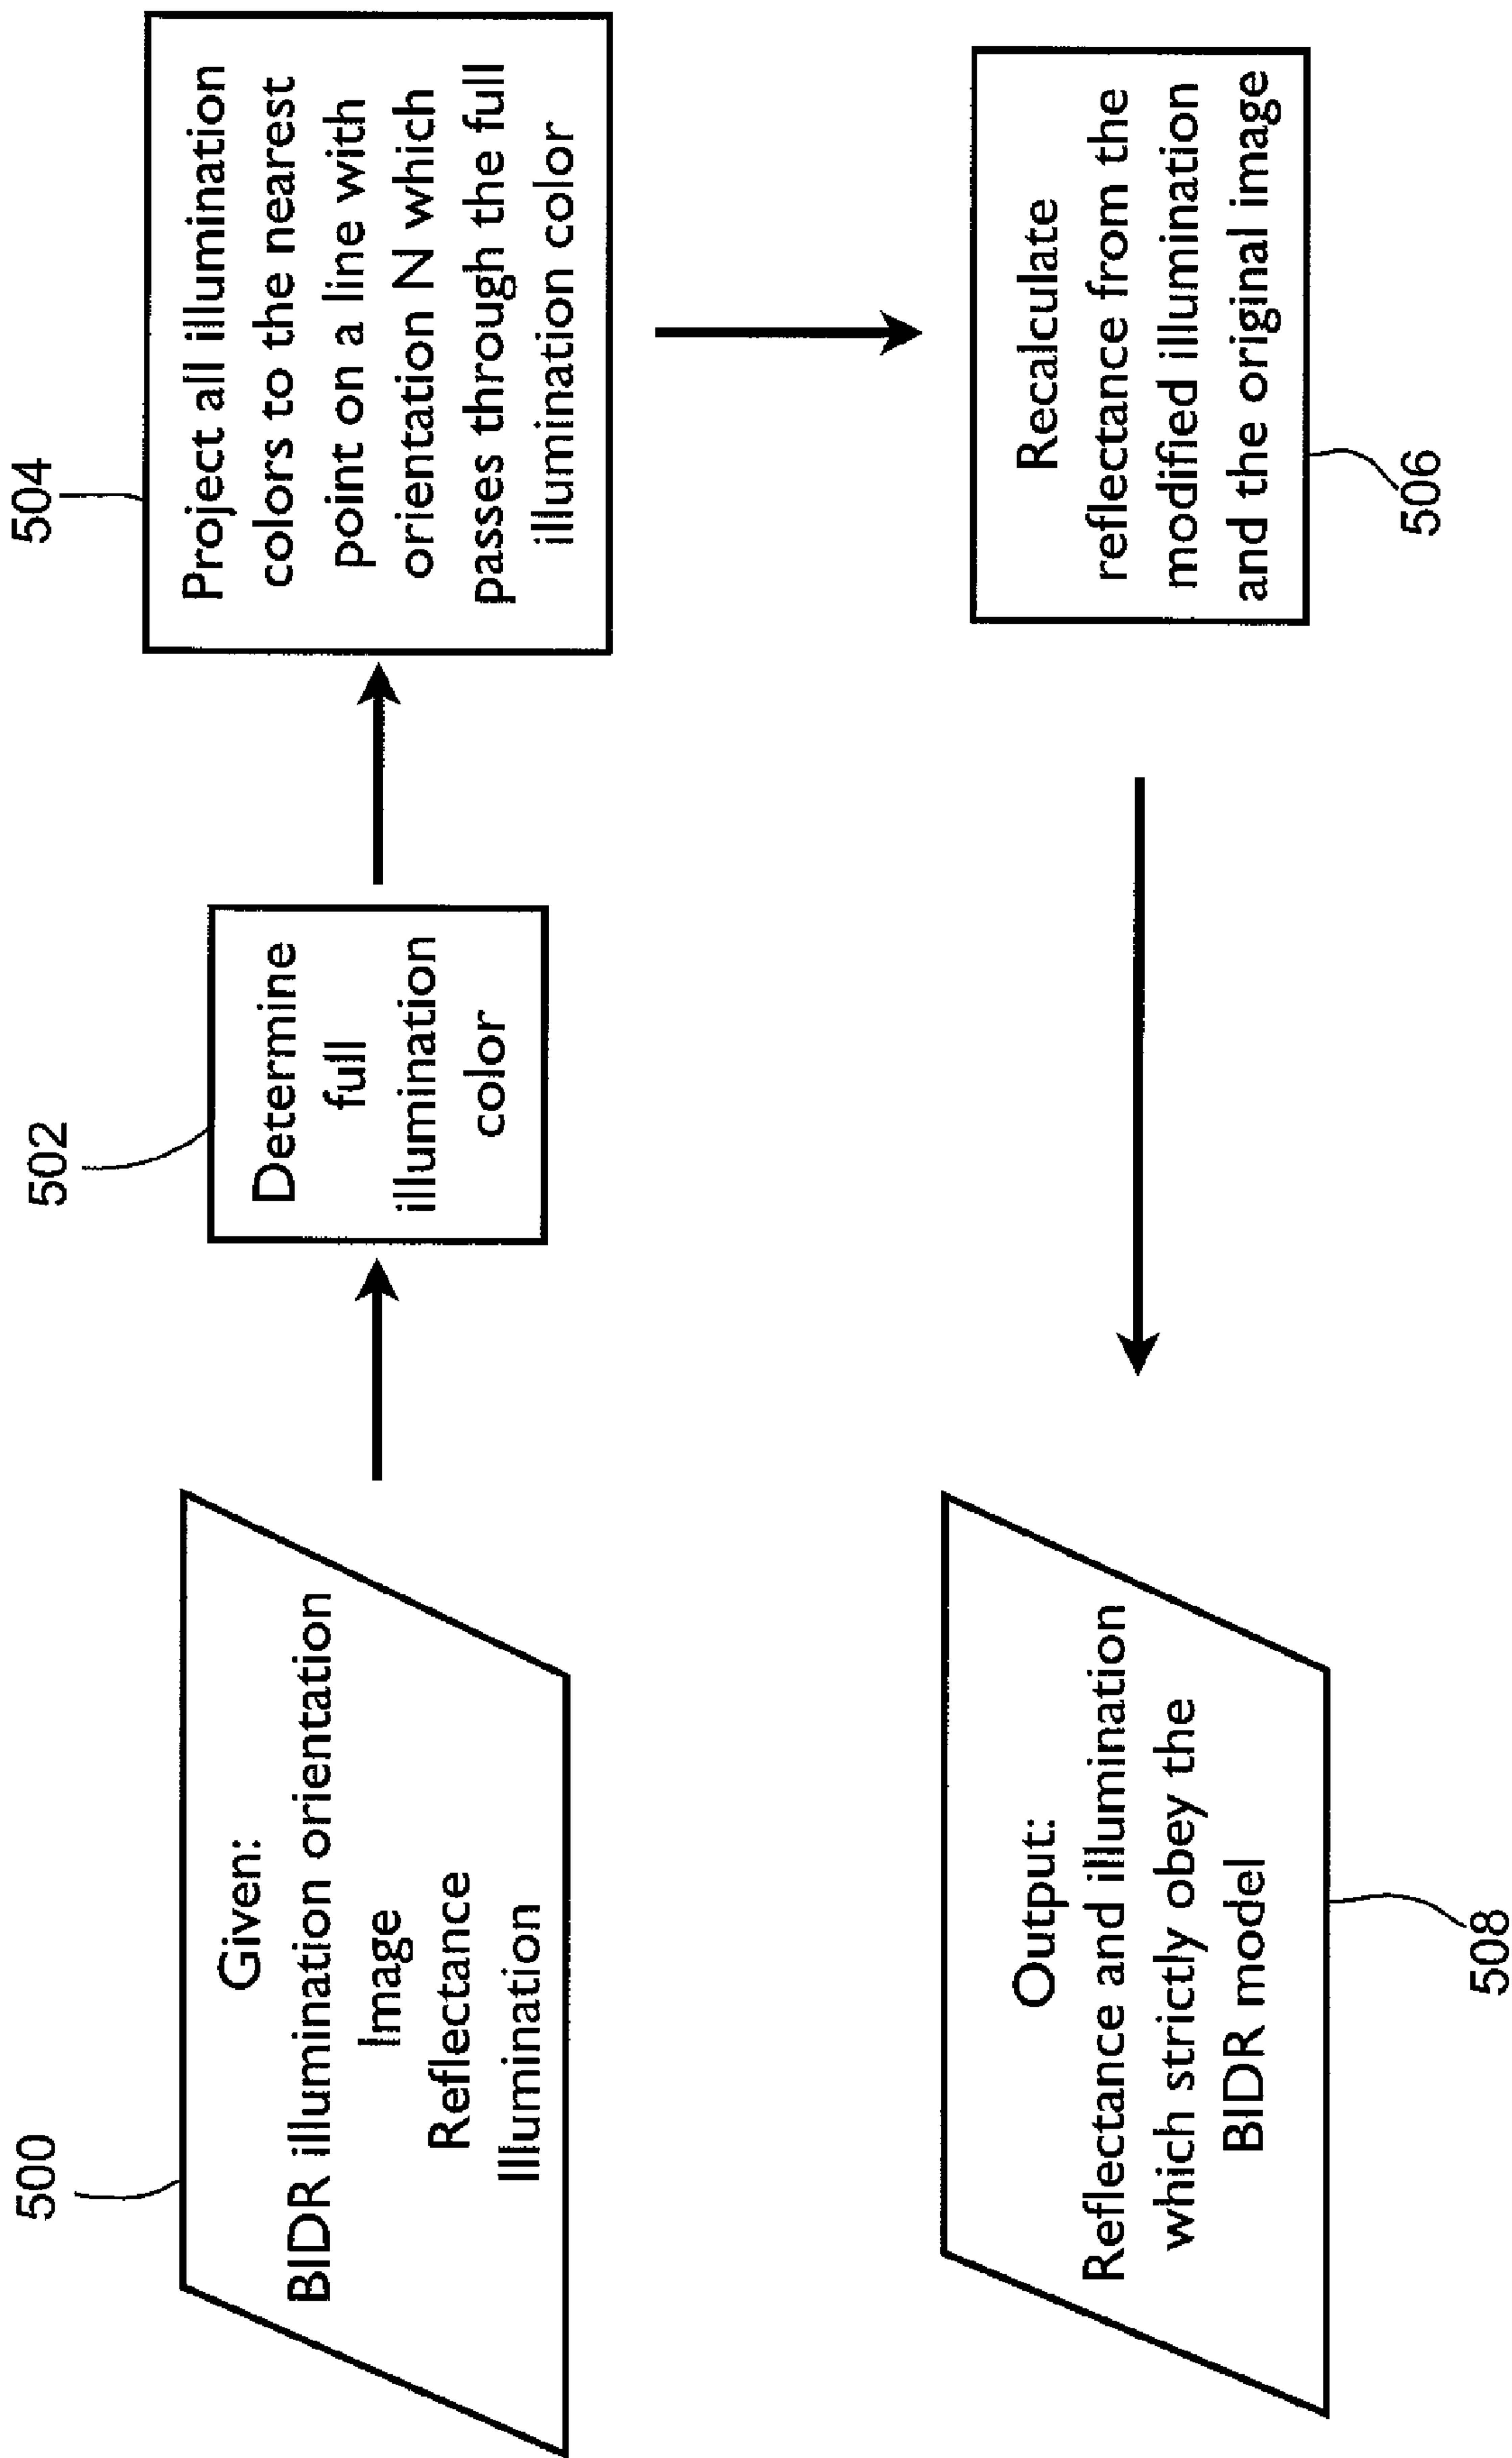 500
Given:
BIDR illumination orientation
Image
Reflectance
Illumination
502
Determine
full
illumination
color
504
Project all illumination
colors to the nearest
point on a line with
orientation N which
passes through the full
illumination color
Recalculate
reflectance from the
modified illumination
and the original image
506
Output:
Reflectance and illumination
which strictly obey the
BIDR model
508